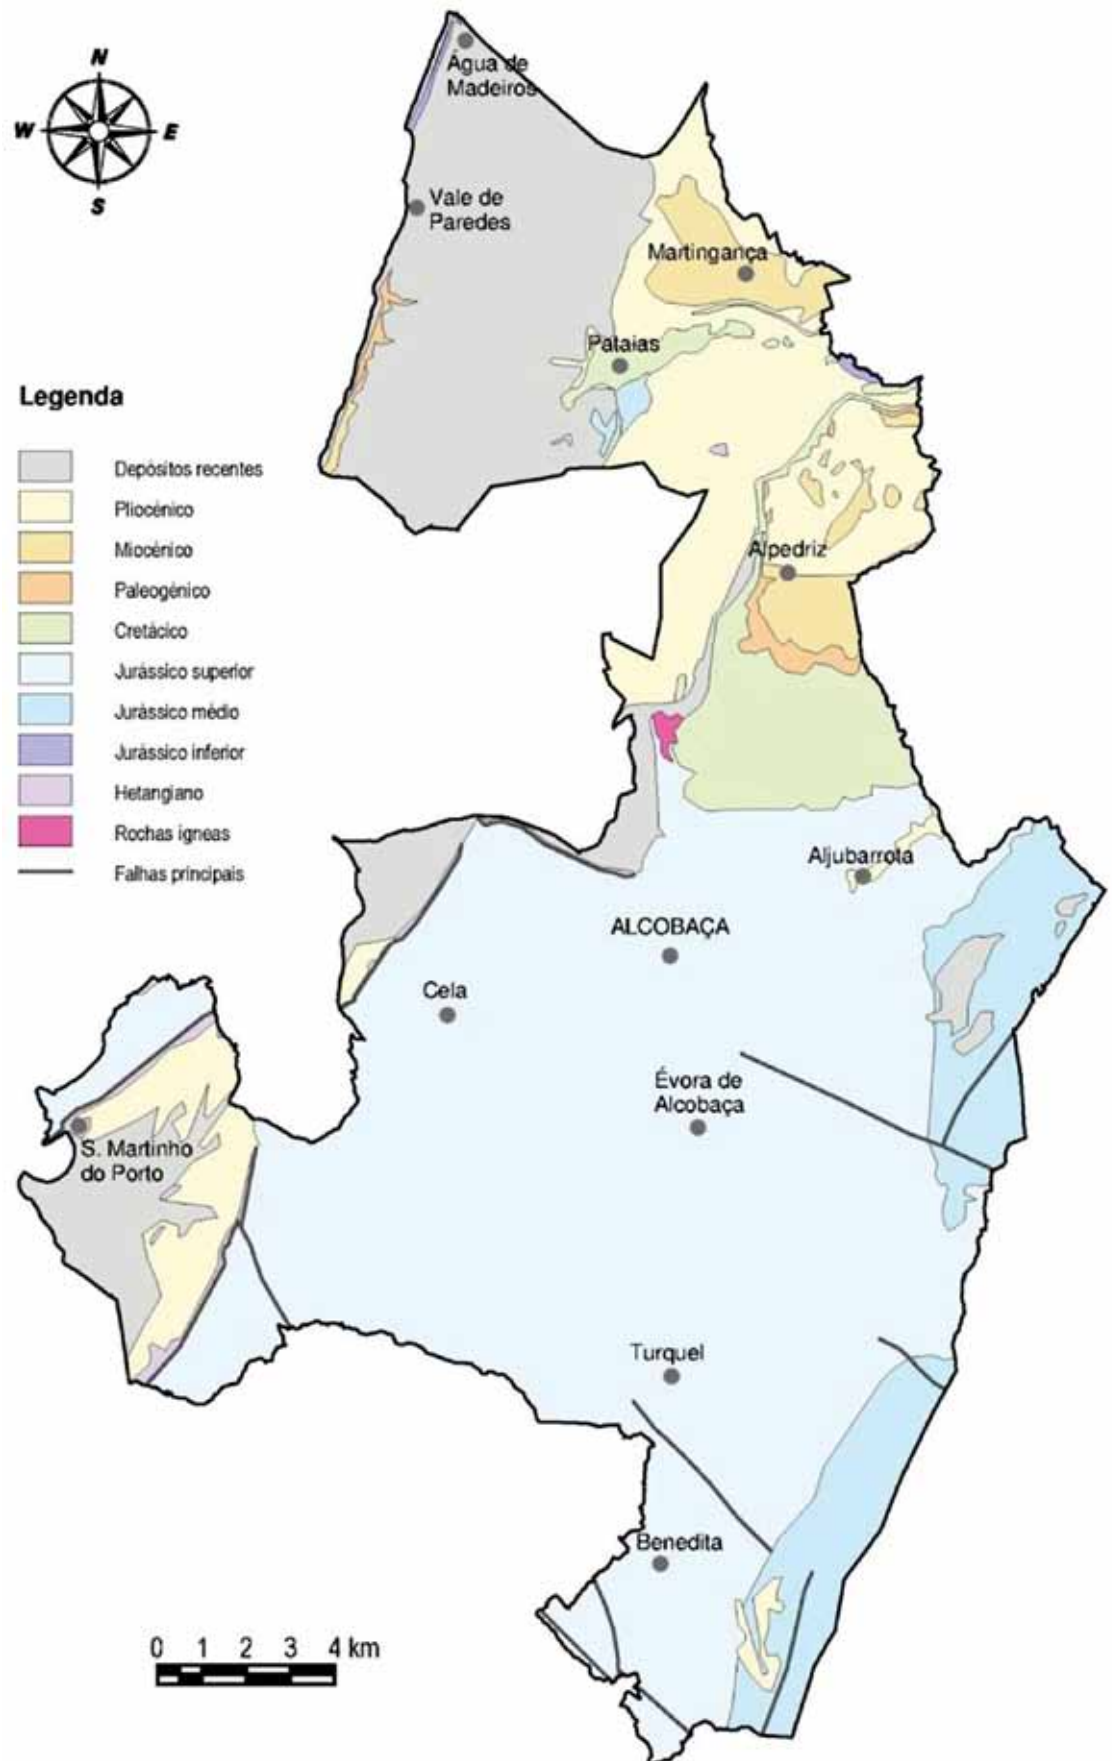 N
W
E
S
Água de
Madeiros
Vale de
Paredes
Martingança
Pataias
Legenda
Depósitos recentes
Pliocénico
Miocénico
Paleogénico
Cretácico
Jurássico superior
Jurássico médio
Jurássico inferior
Hetangiano
Rochas ígneas
Falhas principais
Alpedriz
Aljubarrota
ALCOBAÇA
Cela
Évora de
Alcobaça
S. Martinho
do Porto
Turquel
Benedita
0 1 2 3 4 km